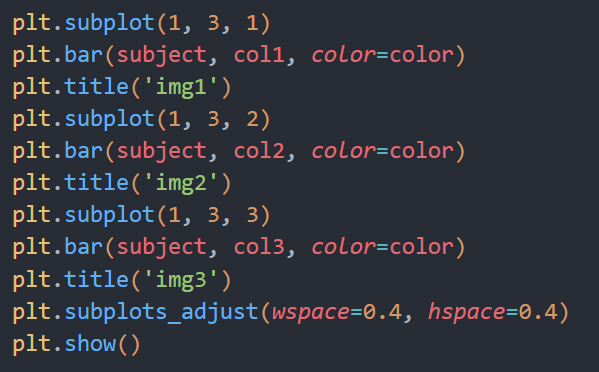 plt.subplot(1, 3, 1)
plt.bar(subject, col1, color=color)
plt.title('img1')
plt.subplot(1, 3, 2)
plt.bar(subject, col2, color=color)
plt.title('img2')
plt.subplot(1, 3, 3)
plt.bar(subject, col3, color=color)
plt.title('img3')
plt.subplots_adjust(wspace=0.4, hspace=0.4)
plt.show()